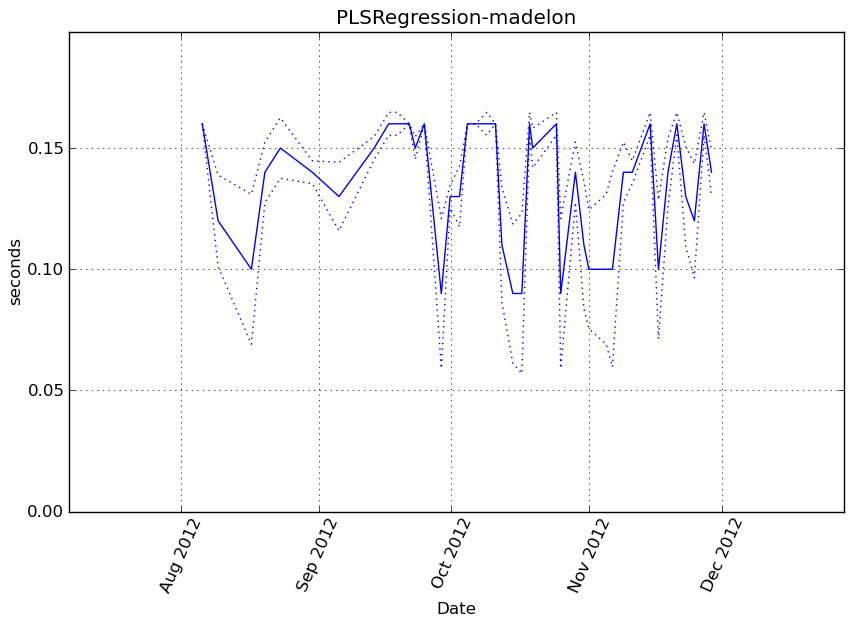 PLSRegression-madelon
seconds
0.15
0.10
0.05
0.00
Aug 2012
Sep 2012
Oct 2012
Nov 2012
Dec 2012
Date